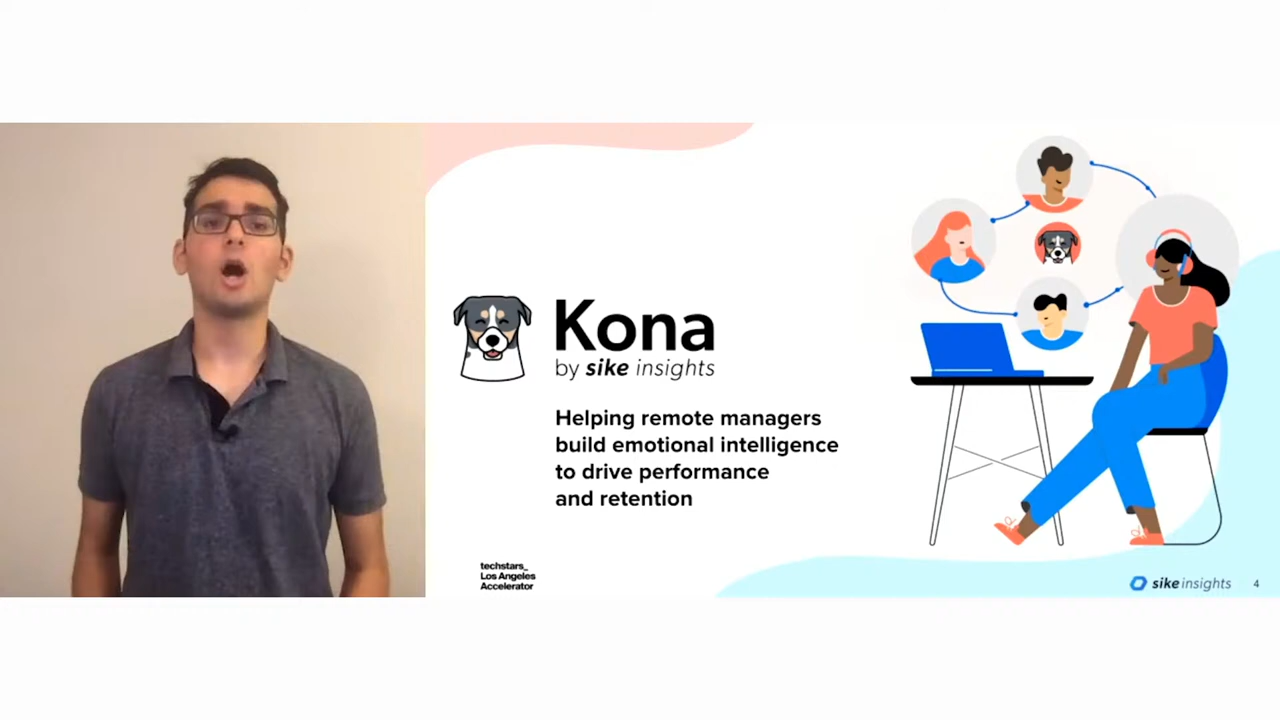 Kona
by sike insights
Helping remote managers
build emotional intelligence
to drive performance
and retention
techstars_
Los Angeles
Accelerator
sike insights
4